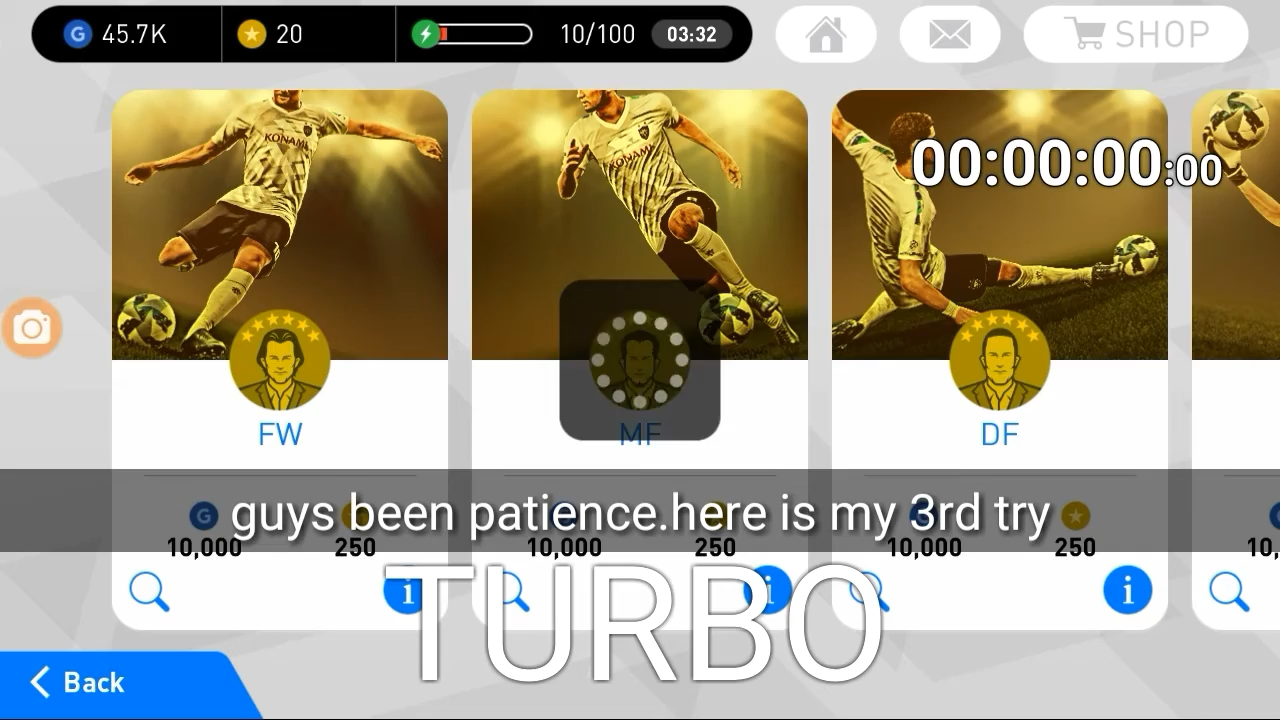 G 45.7K 20 10/100 03:32 SHOP
KONAMI KONAMI
00:00:00:00
FW MF DF
guys been patience.here is my 3rd try
G
10,000 250 10,000 250 10,000 250 10,
i i i
TURBO
Back